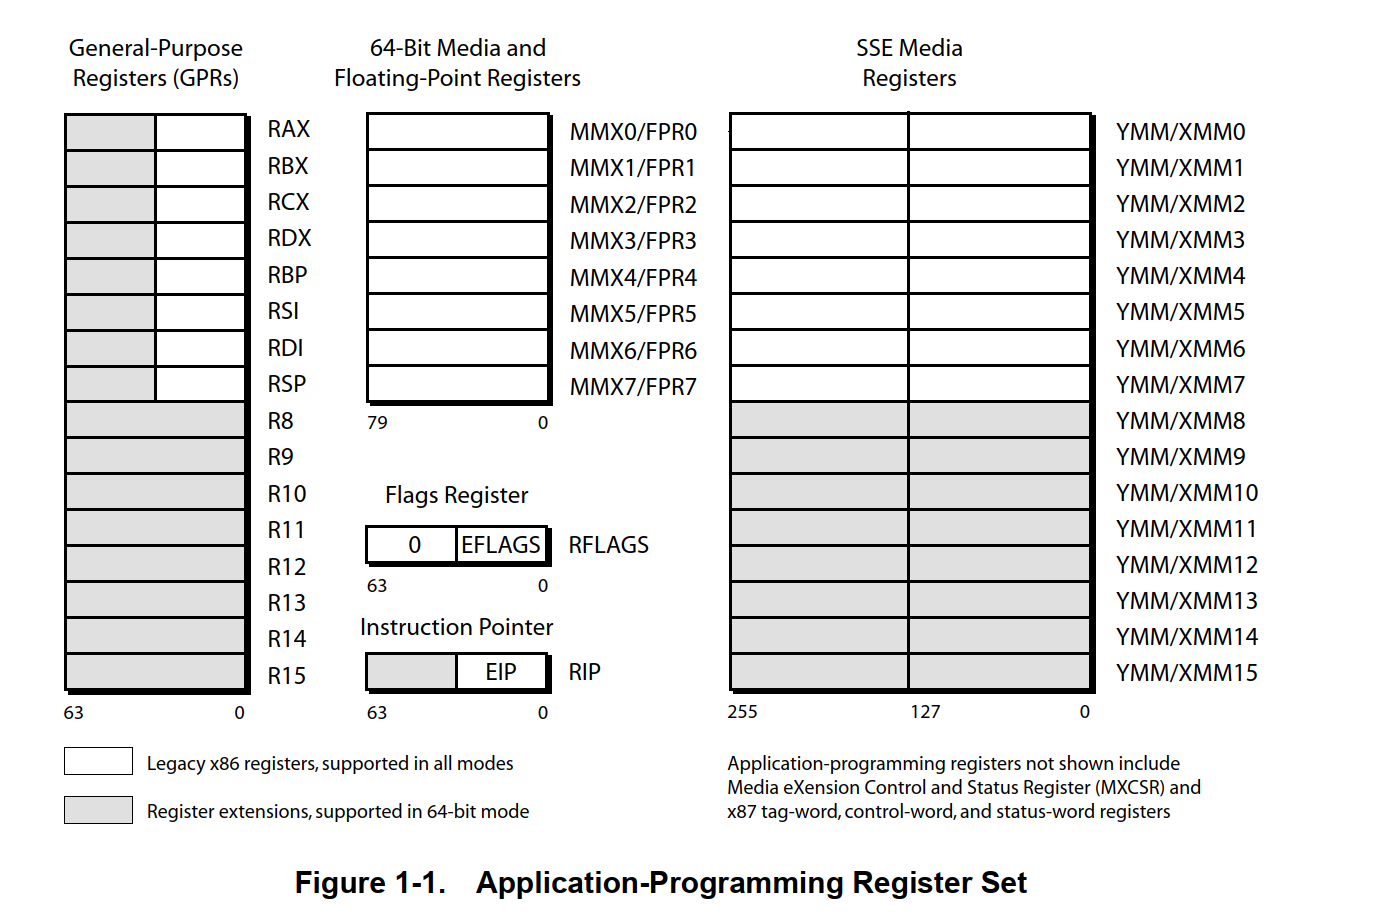 General-Purpose
Registers (GPRs)
64-Bit Media and
Floating-Point Registers
SSE Media
Registers
RAX
RBX
RCX
RDX
RBP
RSI
RDI
RSP
R8
R9
R10
R11
R12
R13
R14
R15
63 0
MMX0/FPR0
MMX1/FPR1
MMX2/FPR2
MMX3/FPR3
MMX4/FPR4
MMX5/FPR5
MMX6/FPR6
MMX7/FPR7
79 0
Flags Register
0 EFLAGS RFLAGS
63 0
Instruction Pointer
EIP RIP
63 0
YMM/XMM0
YMM/XMM1
YMM/XMM2
YMM/XMM3
YMM/XMM4
YMM/XMM5
YMM/XMM6
YMM/XMM7
YMM/XMM8
YMM/XMM9
YMM/XMM10
YMM/XMM11
YMM/XMM12
YMM/XMM13
YMM/XMM14
YMM/XMM15
255 127 0
Legacy x86 registers, supported in all modes
Register extensions, supported in 64-bit mode
Application-programming registers not shown include
Media eXension Control and Status Register (MXCSR) and
x87 tag-word, control-word, and status-word registers
Figure 1-1. Application-Programming Register Set